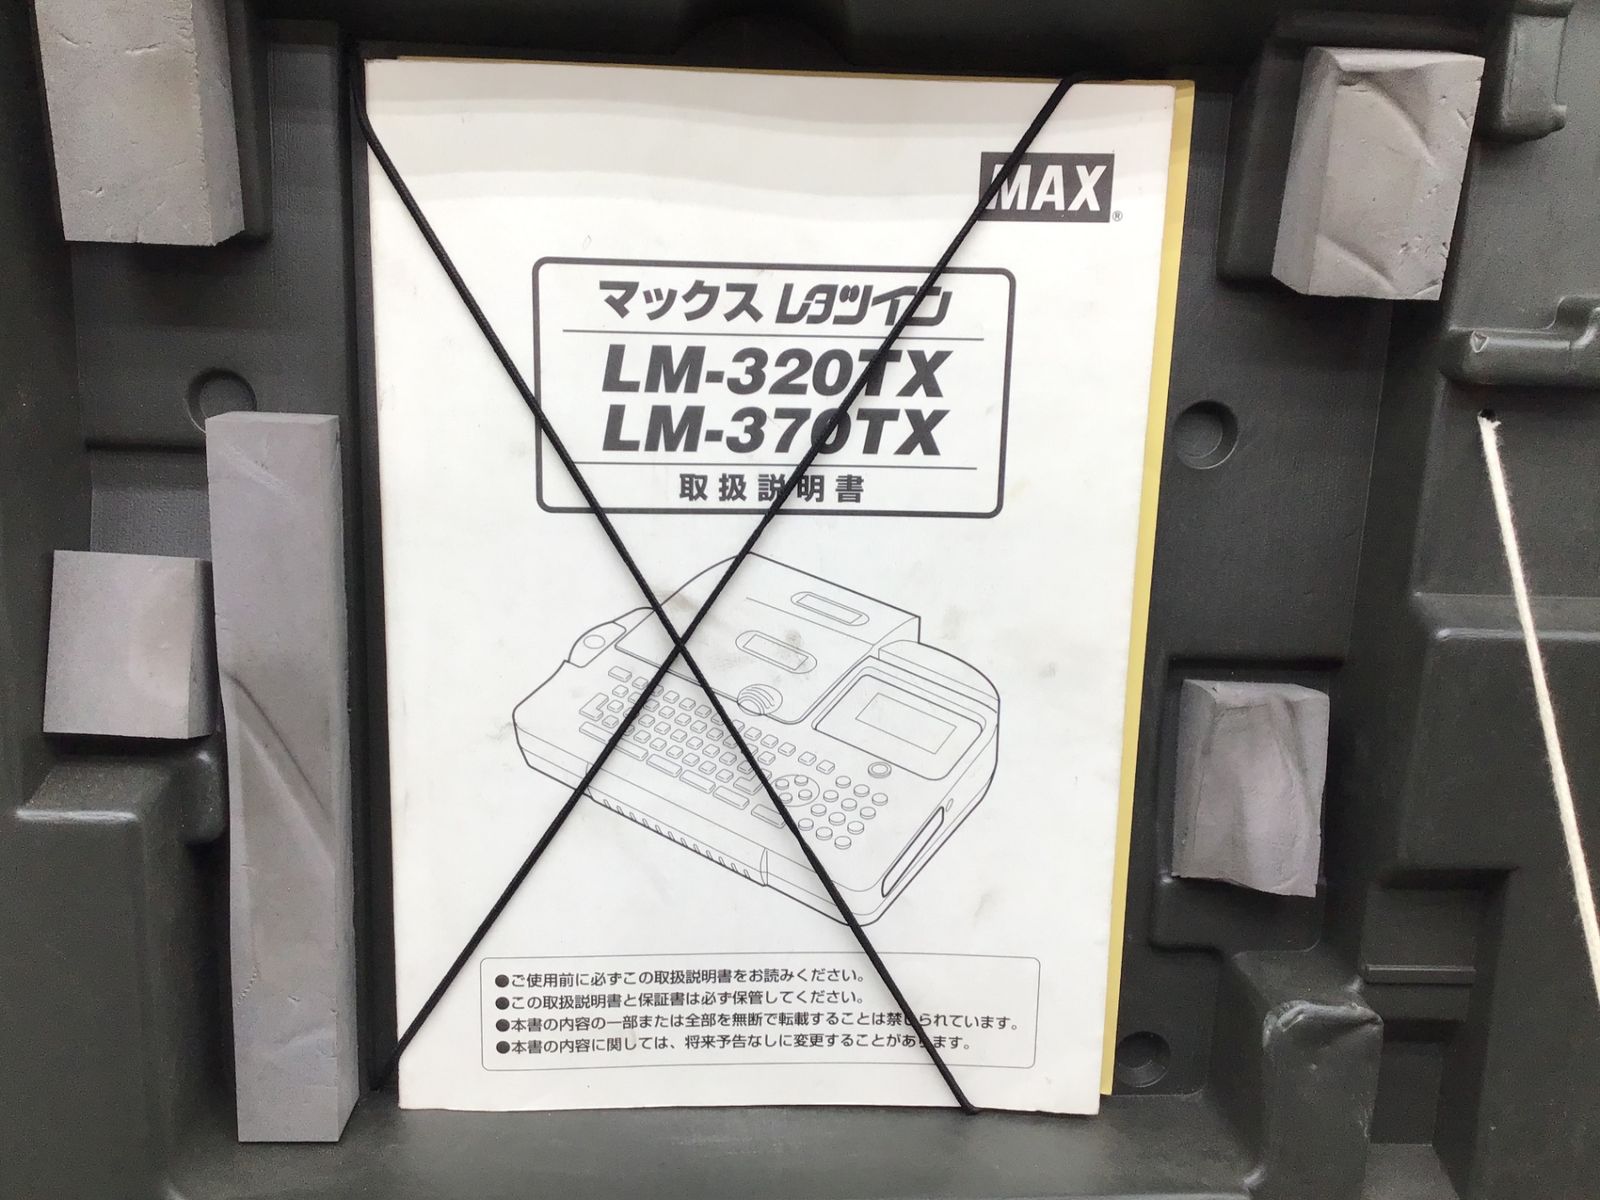 MAX®
マックス レタツイン
LM-320TX
LM-370TX
取扱説明書
●ご使用前に必ずこの取扱説明書をお読みください。
●この取扱説明書と保証書は必ず保管してください。
●本書の内容の一部または全部を無断で転載することは禁じられています。
●本書の内容に関しては、将来予告なしに変更することがあります。